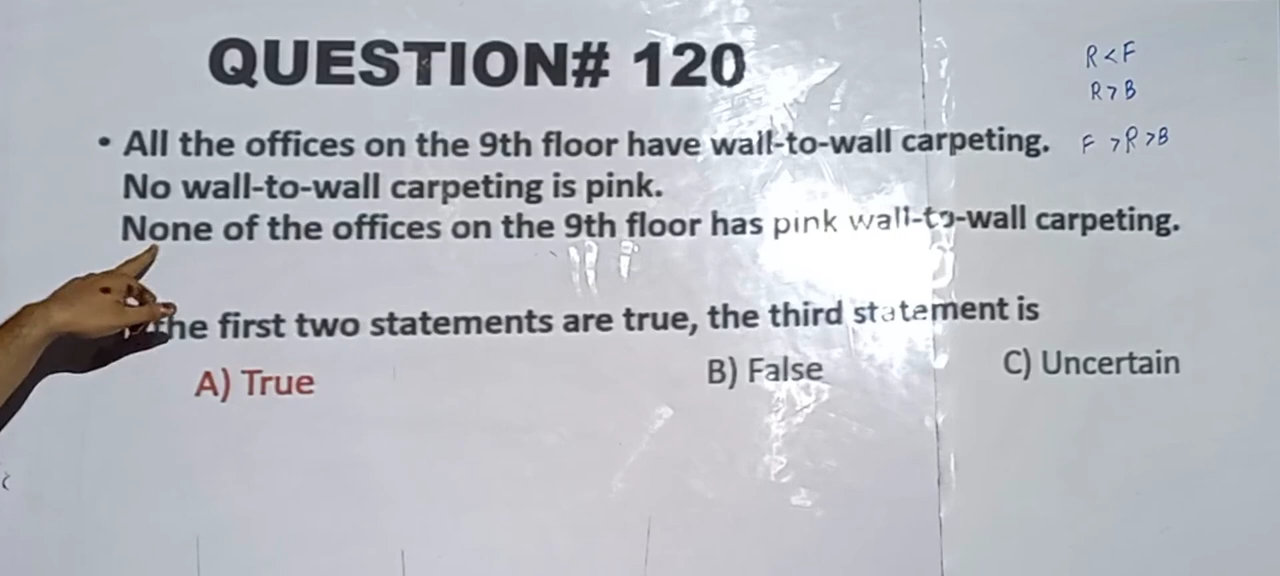 QUESTION# 120
R<F
R>B
F >R >B
• All the offices on the 9th floor have wall-to-wall carpeting.
No wall-to-wall carpeting is pink.
None of the offices on the 9th floor has pink wall-to-wall carpeting.
the first two statements are true, the third statement is
A) True B) False C) Uncertain